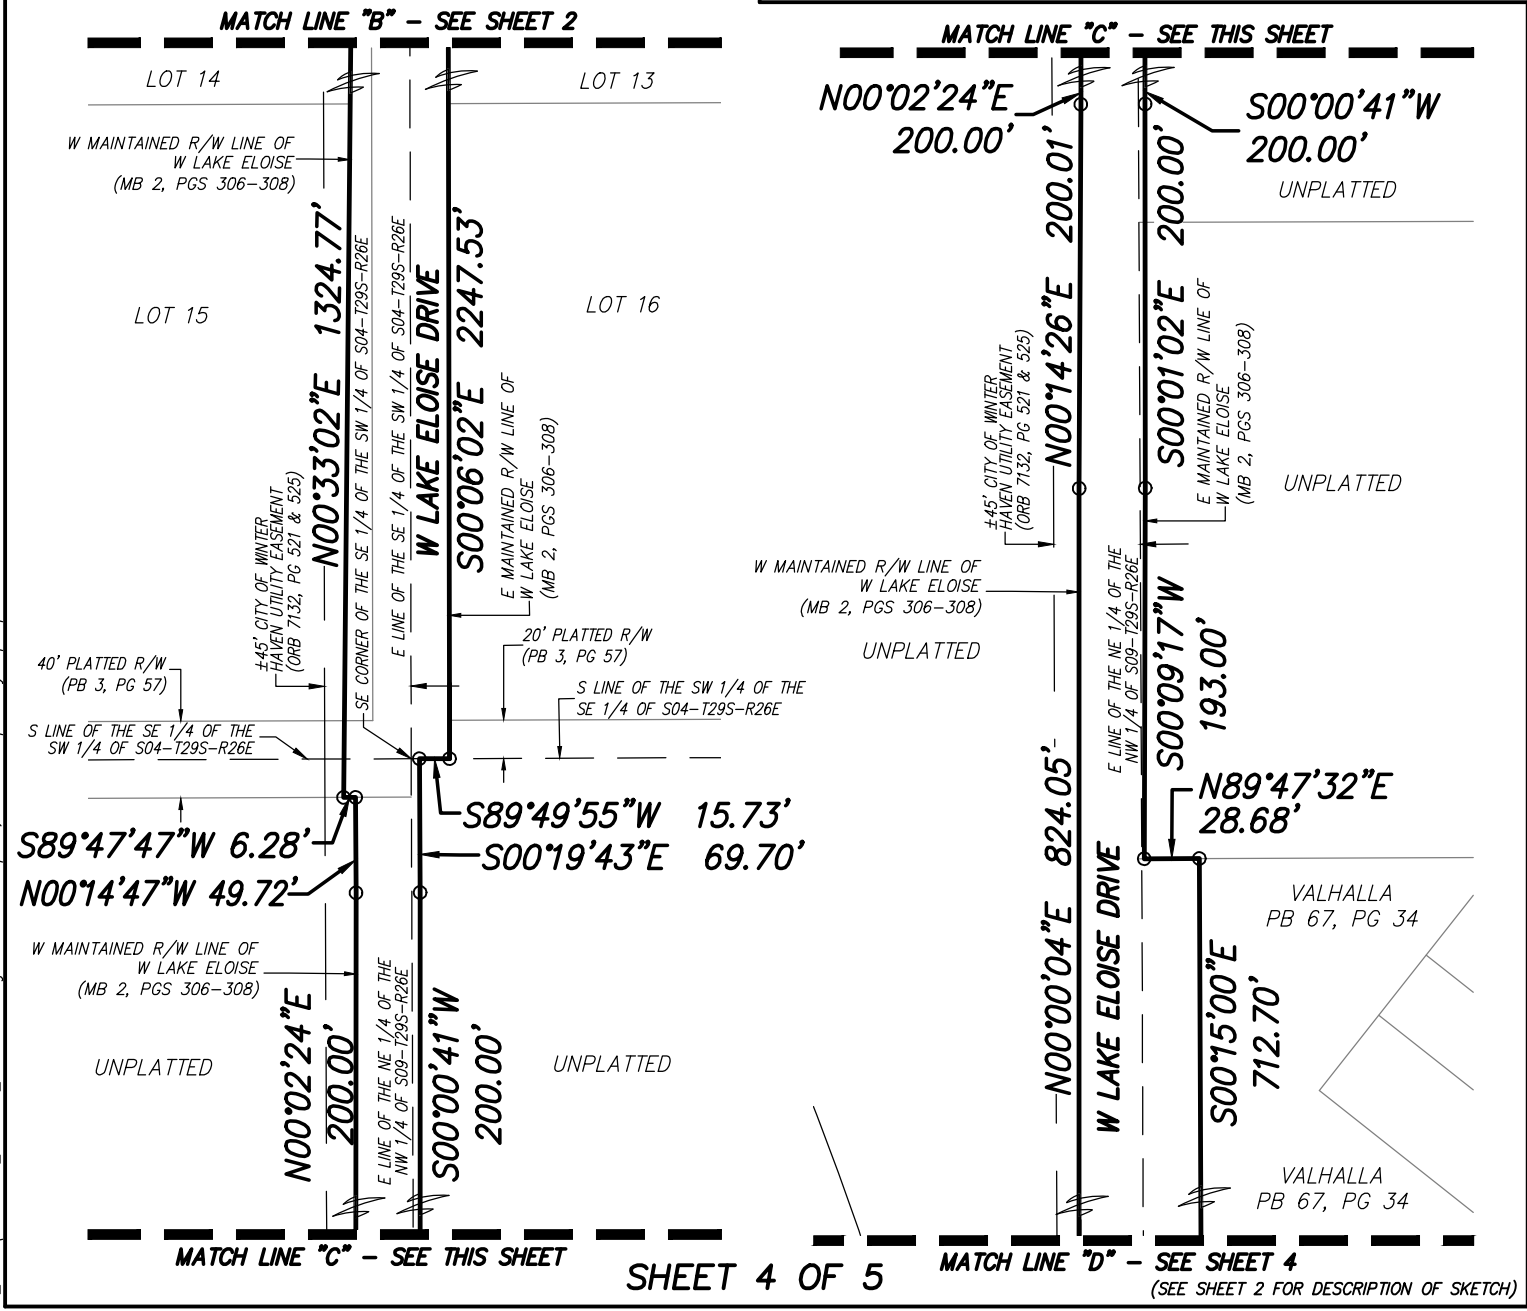 MATCH LINE "B" - SEE SHEET 2
LOT 14
LOT 13
W MAINTAINED R/W LINE OF
W LAKE ELOISE
(MB 2, PGS 306-308)
LOT 15
LOT 16
N00°33'02"E 1324.77'
SE CORNER OF THE SE 1/4 OF THE SW 1/4 OF S04-T29S-R26E
E LINE OF THE SE 1/4 OF THE SW 1/4 OF S04-T29S-R26E
W LAKE ELOISE DRIVE
S00°06'02"E 2247.53'
E MAINTAINED R/W LINE OF
W LAKE ELOISE
(MB 2, PGS 306-308)
±45' CITY OF WINTER
HAVEN UTILITY EASEMENT
(ORB 7132, PG 521 & 525)
40' PLATTED R/W
(PB 3, PG 57)
20' PLATTED R/W
(PB 3, PG 57)
S LINE OF THE SW 1/4 OF THE
SE 1/4 OF S04-T29S-R26E
S LINE OF THE SE 1/4 OF THE
SW 1/4 OF S04-T29S-R26E
S89°49'55"W 15.73'
S89°47'47"W 6.28'
S00°19'43"E 69.70'
N00°14'47"W 49.72'
W MAINTAINED R/W LINE OF
W LAKE ELOISE
(MB 2, PGS 306-308)
UNPLATTED
N00°02'24"E
200.00'
E LINE OF THE NE 1/4 OF THE
NW 1/4 OF S09-T29S-R26E
S00°00'41"W
200.00'
UNPLATTED
MATCH LINE "C" - SEE THIS SHEET
MATCH LINE "C" - SEE THIS SHEET
N00°02'24"E
200.00'
S00°00'41"W
200.00'
UNPLATTED
N00°14'26"E 200.01'
S00°01'02"E 200.00'
E MAINTAINED R/W LINE OF
W LAKE ELOISE
(MB 2, PGS 306-308)
±45' CITY OF WINTER
HAVEN UTILITY EASEMENT
(ORB 7132, PG 521 & 525)
UNPLATTED
W MAINTAINED R/W LINE OF
W LAKE ELOISE
(MB 2, PGS 306-308)
UNPLATTED
E LINE OF THE NE 1/4 OF THE
NW 1/4 OF S09-T29S-R26E
S00°09'17"W
193.00'
N89°47'32"E
28.68'
N00°00'04"E 824.05'
W LAKE ELOISE DRIVE
VALHALLA
PB 67, PG 34
S00°15'00"E
712.70'
VALHALLA
PB 67, PG 34
MATCH LINE "D" - SEE SHEET 4
SHEET 4 OF 5
(SEE SHEET 2 FOR DESCRIPTION OF SKETCH)